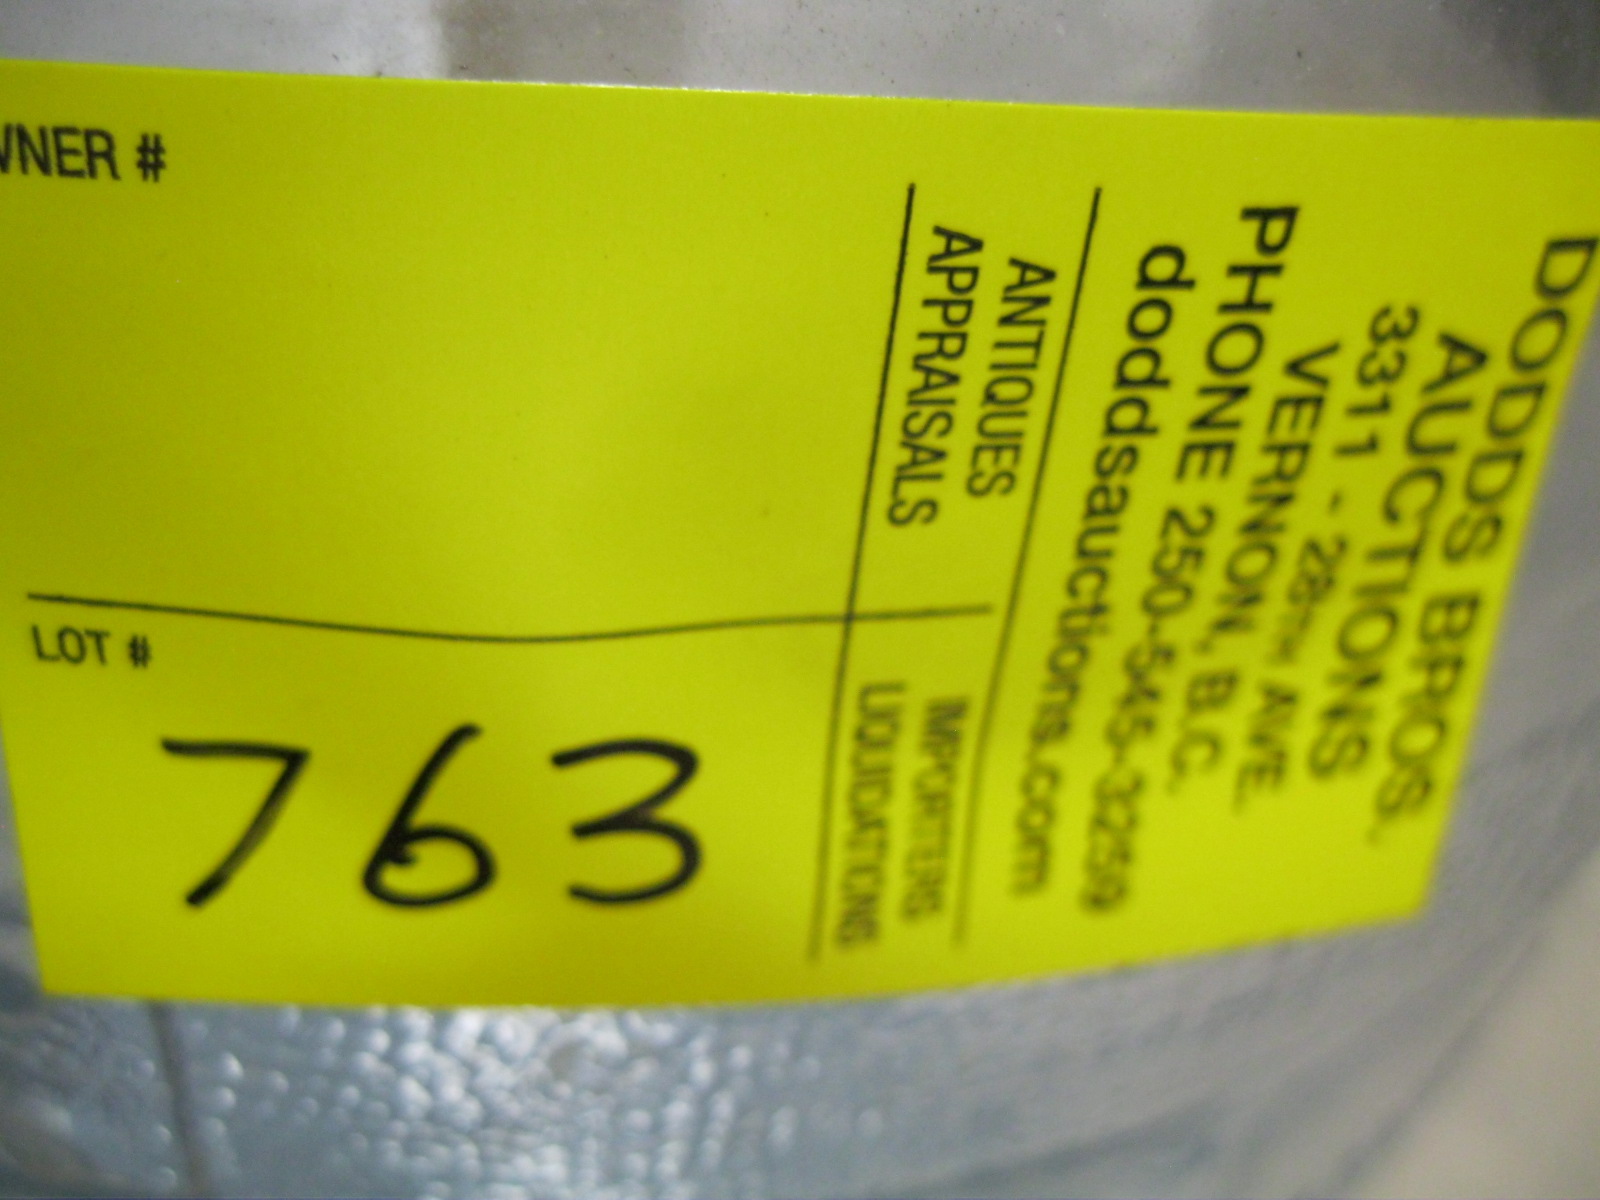 DODDS BROS.
AUCTIONS
3311 - 28TH AVE.
VERNON, B.C.
PHONE 250-545-3259
doddsauctions.com
ANTIQUES
APPRAISALS
IMPORTERS
LIQUIDATIONS
WNER #
LOT #
763